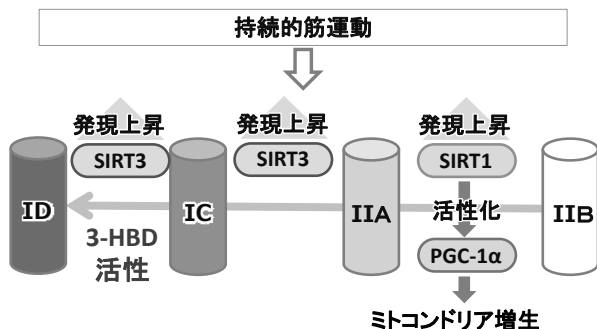 持続的筋運動
発現上昇
発現上昇
発現上昇
SIRT3
SIRT3
SIRT1
ID
IC
IIA
活性化
IIB
3-HBD
活性
PGC-1α
ミトコンドリア増生